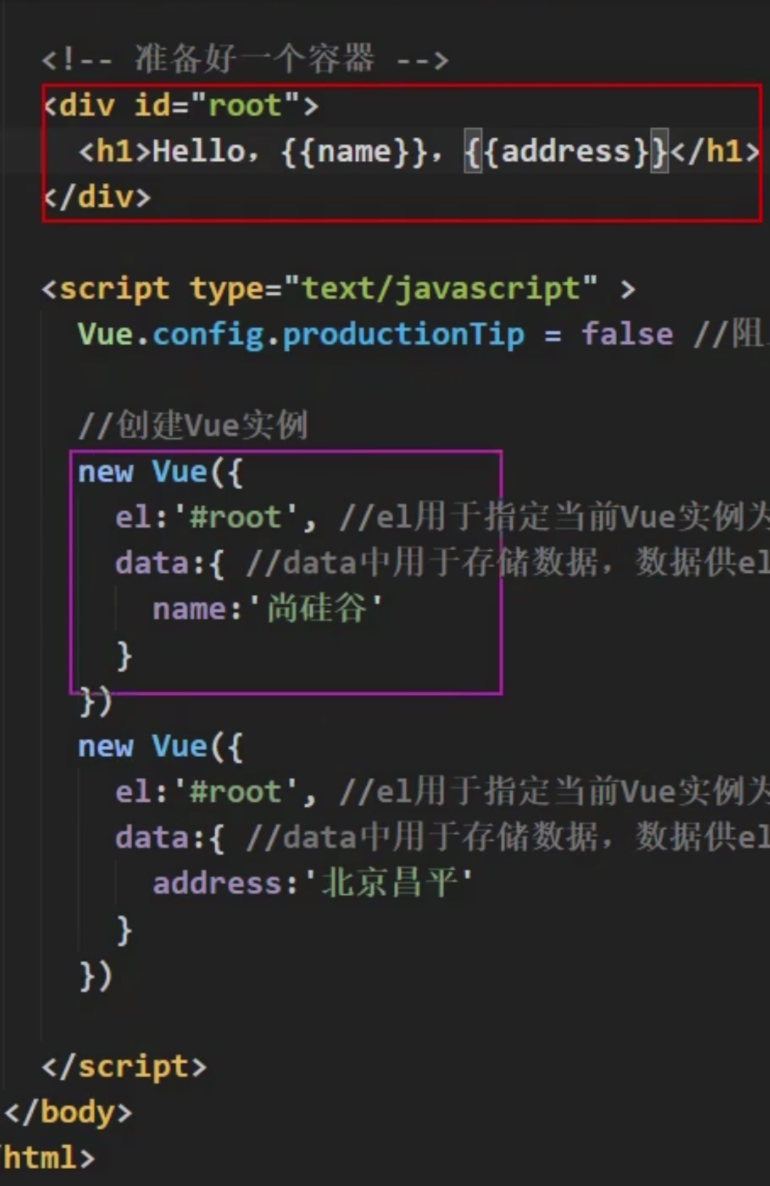 <!-- 准备好一个容器 -->
<div id="root">
<h1>Hello，{{name}}，{{address}}</h1>
</div>
<script type="text/javascript" >
Vue.config.productionTip = false //阻
//创建Vue实例
new Vue({
el:'#root', //el用于指定当前Vue实例为
data:{ //data中用于存储数据，数据供el
name:'尚硅谷'
}
})
new Vue({
el:'#root', //el用于指定当前Vue实例为
data:{ //data中用于存储数据，数据供el
address:'北京昌平'
}
})
</script>
</body>
html>